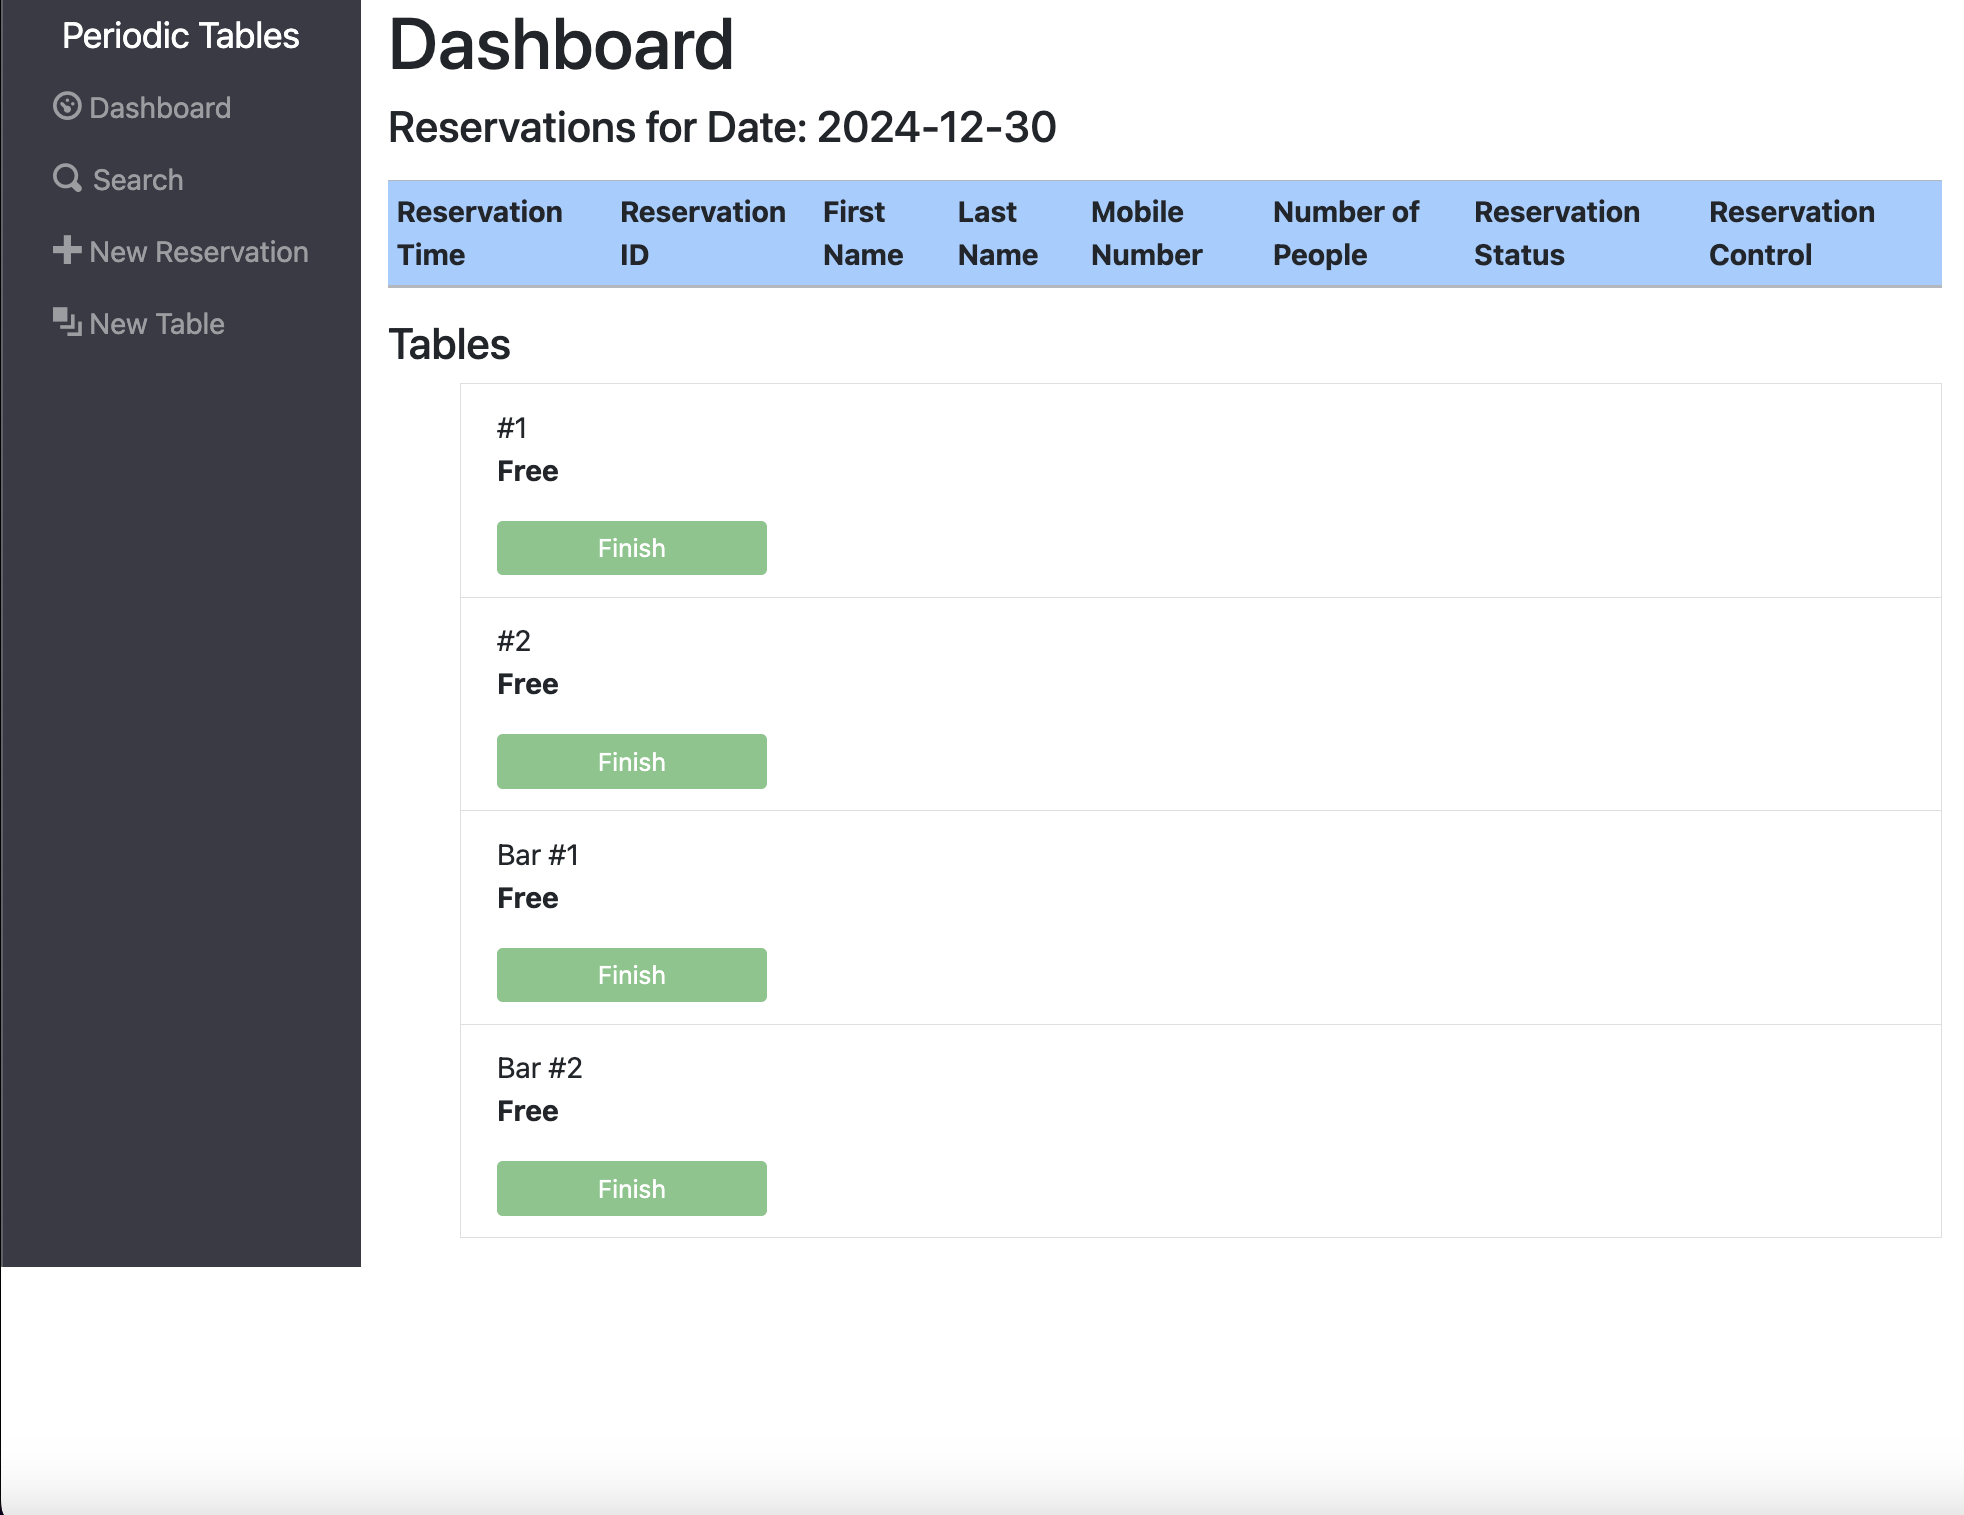 Periodic Tables
Dashboard
Search
New Reservation
New Table
Dashboard
Reservations for Date: 2024-12-30
Reservation Time Reservation ID First Name Last Name Mobile Number Number of People Reservation Status Reservation Control
Tables
#1
Free
Finish
#2
Free
Finish
Bar #1
Free
Finish
Bar #2
Free
Finish